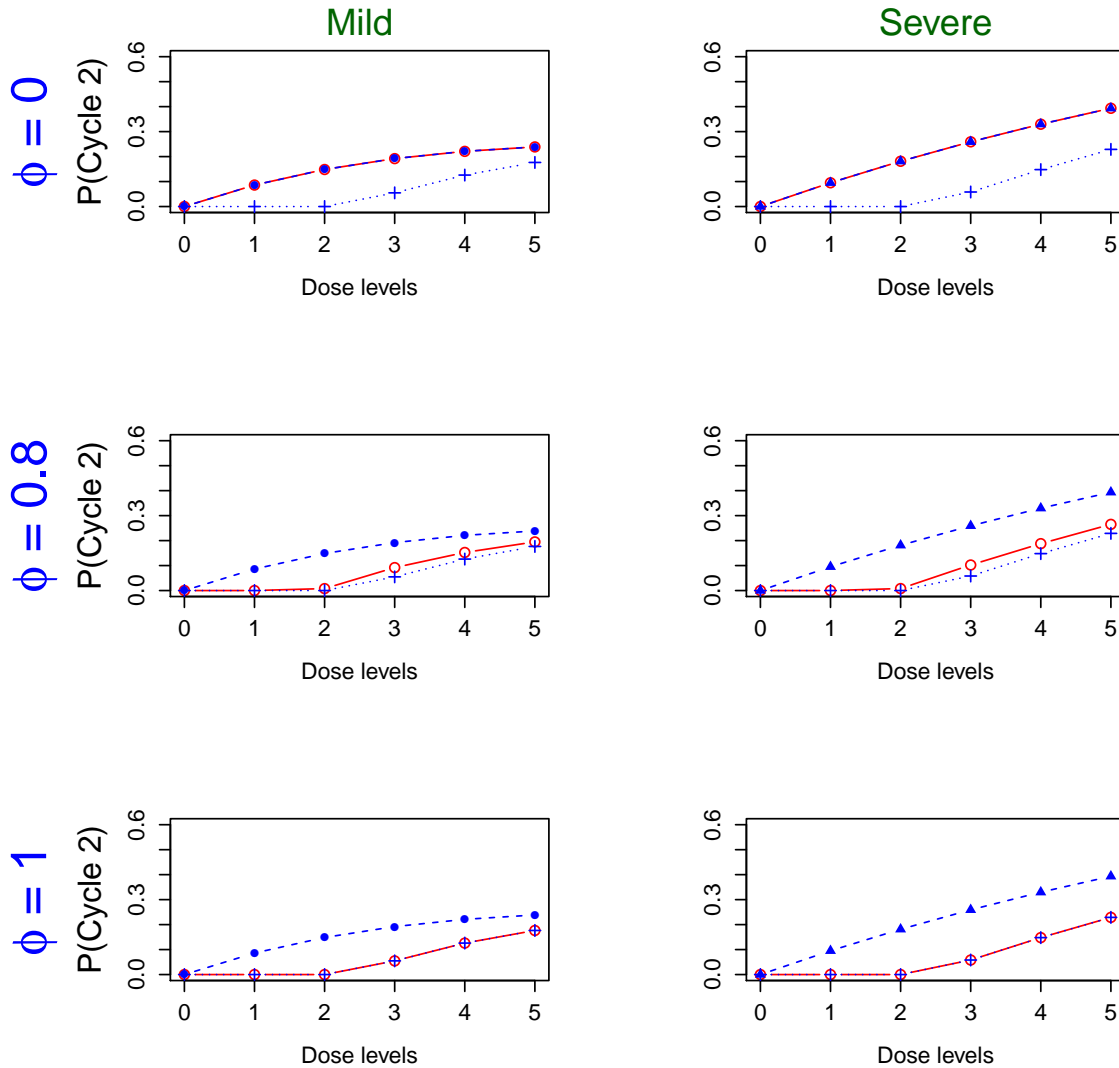 Mild
Severe
ϕ = 0
P(Cycle 2)
0.0 0.3 0.6
0 1 2 3 4 5
Dose levels
0.0 0.3 0.6
0 1 2 3 4 5
Dose levels
ϕ = 0.8
P(Cycle 2)
0.0 0.3 0.6
0 1 2 3 4 5
Dose levels
0.0 0.3 0.6
0 1 2 3 4 5
Dose levels
ϕ = 1
P(Cycle 2)
0.0 0.3 0.6
0 1 2 3 4 5
Dose levels
0.0 0.3 0.6
0 1 2 3 4 5
Dose levels